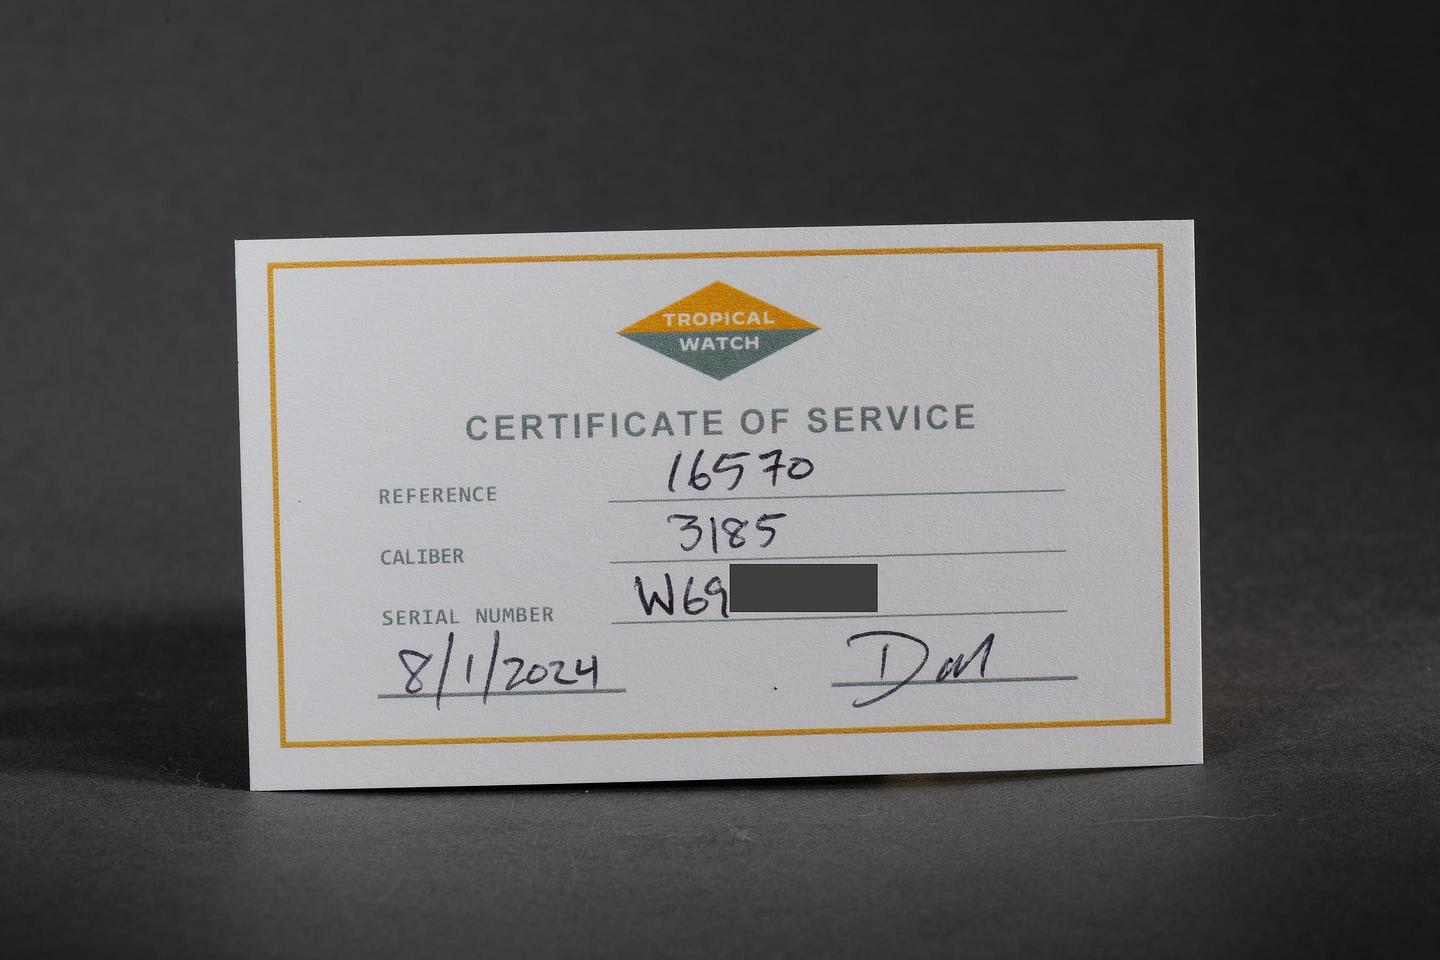 TROPICAL
WATCH
CERTIFICATE OF SERVICE
REFERENCE 16570
CALIBER 3185
SERIAL NUMBER W69
8/1/2024